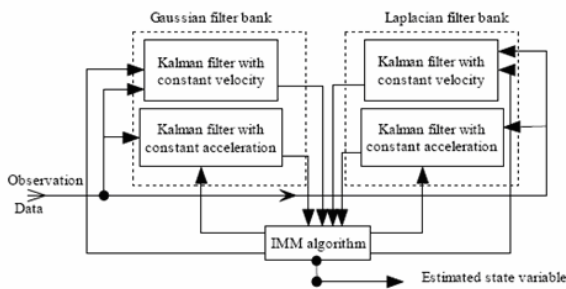 Gaussian filter bank
Laplacian filter bank
Kalman filter with
constant velocity
Kalman filter with
constant velocity
Kalman filter with
constant acceleration
Kalman filter with
constant acceleration
Observation
Data
IMM algorithm
Estimated state variable